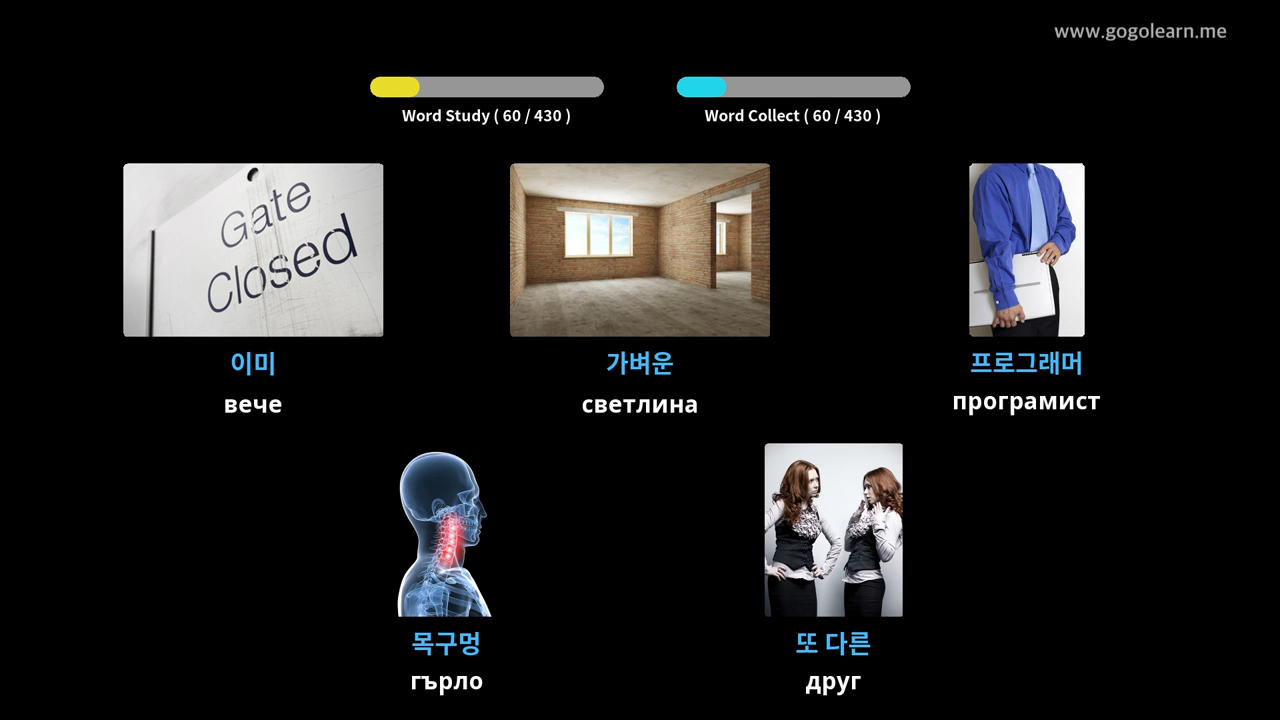 www.gogolearn.me
Word Study ( 60 / 430 )
Word Collect ( 60 / 430 )
Gate
Closed
이미
가벼운
프로그래머
вече
светлина
програмист
목구멍
또 다른
гърло
друг